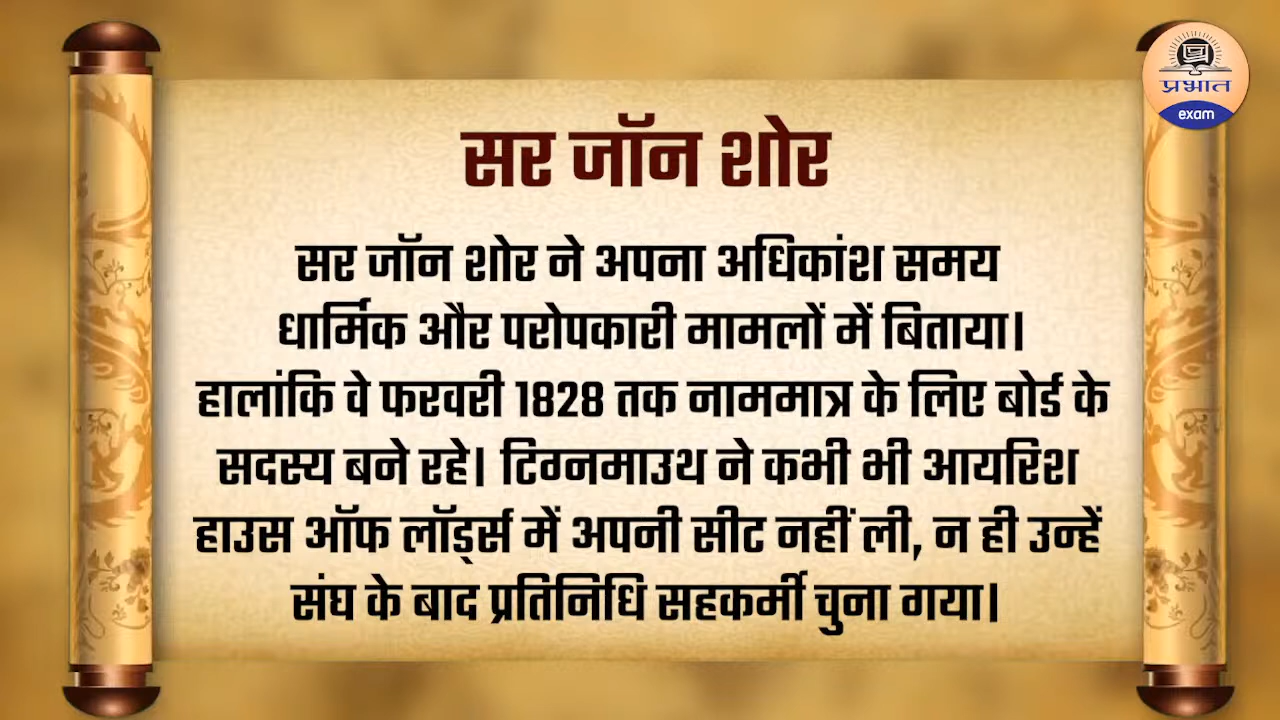 प्रभात
exam
सर जॉन शोर
सर जॉन शोर ने अपना अधिकांश समय
धार्मिक और परोपकारी मामलों में बिताया।
हालांकि वे फरवरी 1828 तक नाममात्र के लिए बोर्ड के
सदस्य बने रहे। टिग्नमाउथ ने कभी भी आयरिश
हाउस ऑफ लॉड्र्स में अपनी सीट नहीं ली, न ही उन्हें
संघ के बाद प्रतिनिधि सहकर्मी चुना गया।